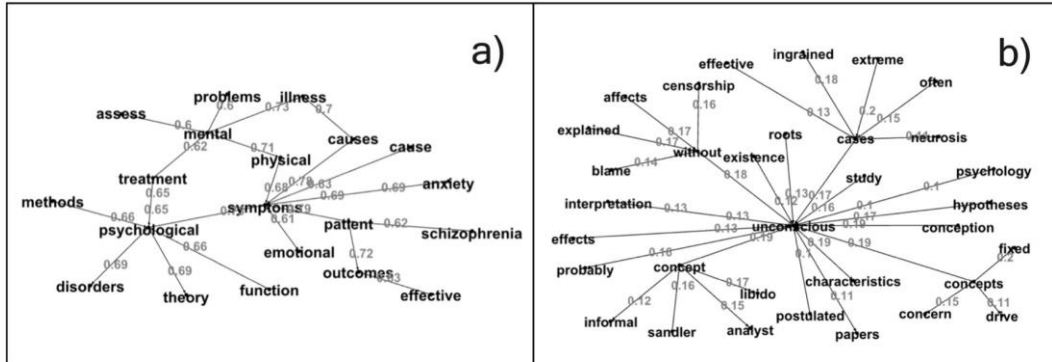 a)
problems
illness
0.6
0.73
0.7
assess
0.6
mental
0.62
0.71
causes
cause
physical
treatment
0.65
0.68
0.63
0.69
0.69
anxiety
methods
0.66
0.65
symptoms
0.61
patient
0.62
schizophrenia
psychological
0.66
emotional
0.72
0.69
0.69
outcomes
disorders
theory
function
effective
b)
ingrained
extreme
effective
0.18
often
censorship
0.2
affects
0.16
0.13
0.15
explained
0.17
roots
cases
neurosis
0.17
without
existence
blame
0.14
0.18
study
psychology
0.13
0.17
0.1
interpretation
0.12
0.16
0.1
hypotheses
0.13
0.13
0.17
unconscious
0.19
conception
effects
0.13
0.19
0.19
0.19
fixed
probably
concept
0.1
characteristics
concepts
0.2
0.17
libido
0.16
0.12
0.15
0.11
0.15
0.11
informal
sandler
analyst
postulated
papers
concern
drive